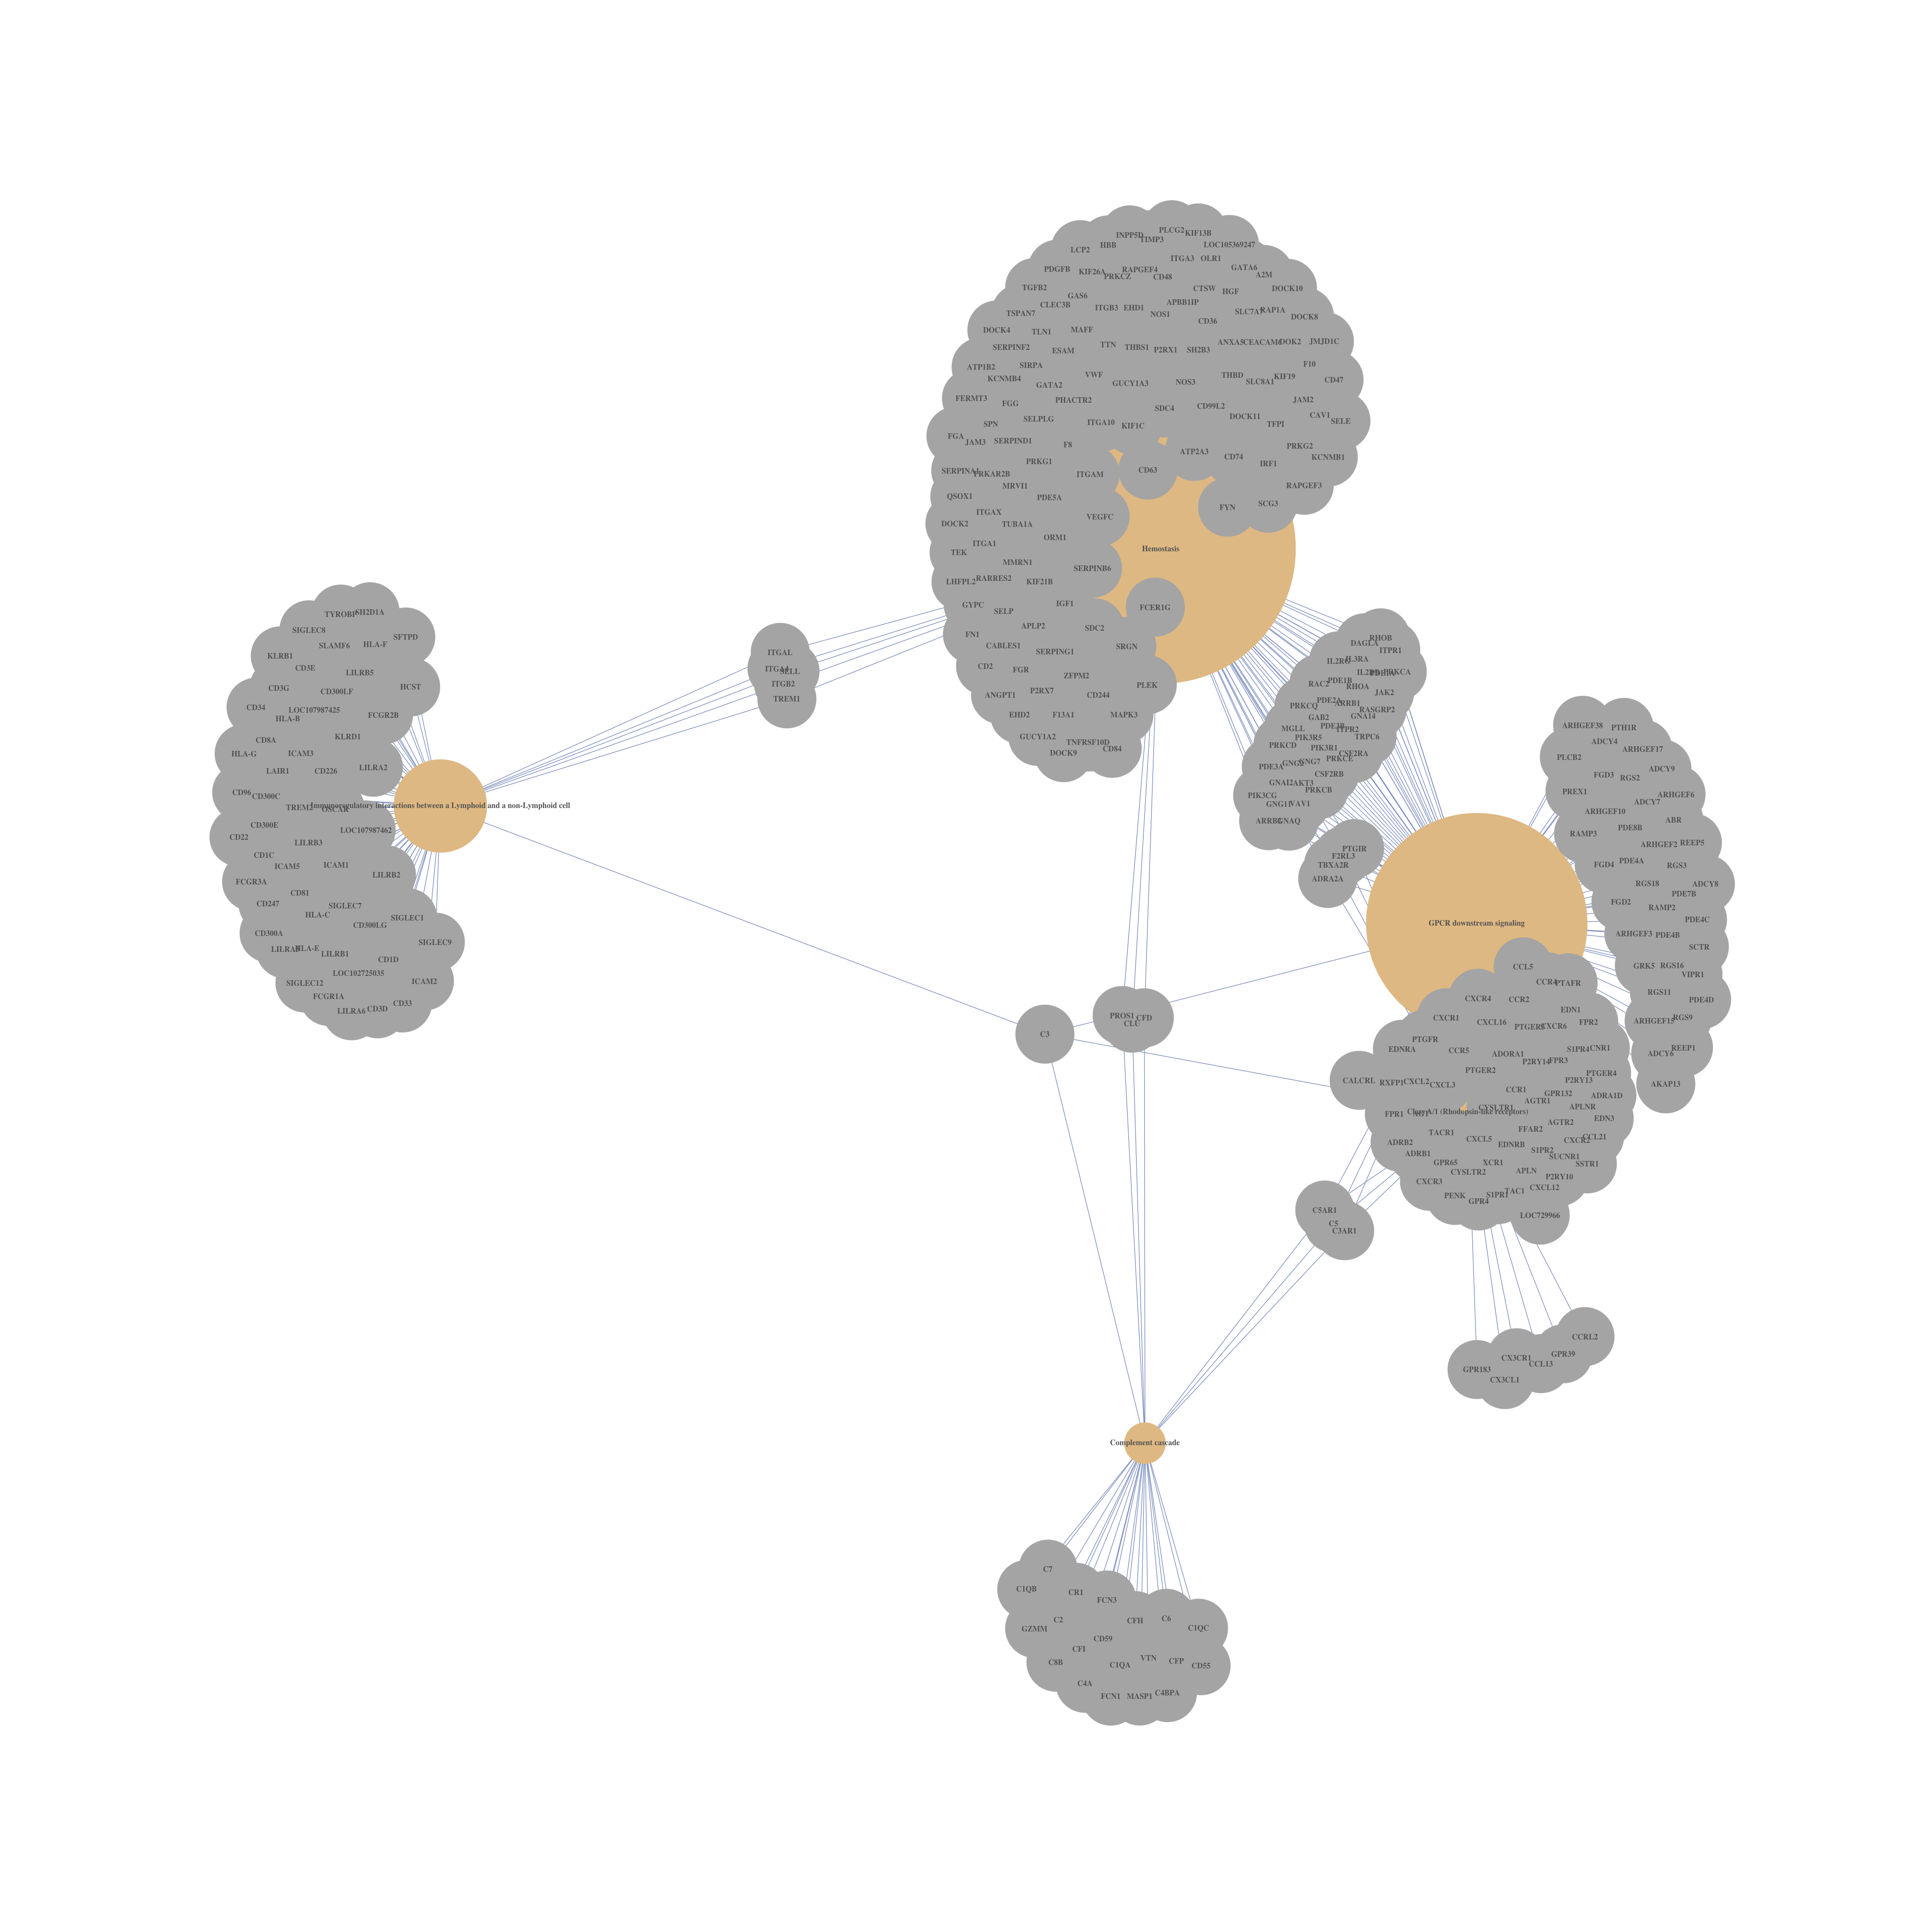 INPP5D
PLCG2
KIF13B
TIMP3
LCP2
HBB
LOC105369247
ITGA3
OLR1
PDGFB
KIF26A
RAPGEF4
PRKCZ
CD48
GATA6
A2M
TGFB2
GAS6
CTSW
HGF
DOCK10
CLEC3B
ITGB3
EHD1
APBB1IP
TSPAN7
NOS1
SLC7A7
RAP1A
DOCK8
CD36
DOCK4
TLN1
MAFF
SERPINF2
ESAM
TTN
THBS1
P2RX1
SH2B3
ANXA5
DOK2
JMJD1C
ATP1B2
SIRPA
F10
KCNMB4
GATA2
VWF
GUCY1A3
NOS3
THBD
SLC8A1
KIF19
CD47
FERMT3
FGG
PHACTR2
SDC4
CD99L2
JAM2
SPN
SELPLG
ITGA10
KIF1C
DOCK11
TFPI
CAV1
SELE
FGA
JAM3
SERPIND1
F8
ATP2A3
CD74
PRKG2
KCNMB1
PRKG1
IRF1
SERPINA1
PRKAR2B
ITGAM
CD63
MRVI1
RAPGEF3
QSOX1
PDE5A
FYN
SCG3
ITGAX
TUBA1A
VEGFC
DOCK2
ORM1
ITGA1
TEK
Hemostasis
MMRN1
SERPINB6
LHFPL2
RARRES2
KIF21B
GYPC
SELP
IGF1
FCER1G
FN1
APLP2
SDC2
CABLES1
SERPING1
SRGN
CD2
FGR
ZFPM2
ANGPT1
P2RX7
CD244
PLEK
EHD2
F13A1
MAPK3
GUCY1A2
TNFRSF10D
DOCK9
CD84
TYROBP
SH2D1A
SIGLEC8
SFTPD
SLAMF6
HLA-F
KLRB1
CD3E
LILRB5
CD3G
CD300LF
HCST
CD34
LOC107987425
HLA-B
FCGR2B
CD8A
KLRD1
HLA-G
ICAM3
LAIR1
CD226
LILRA2
CD96
CD300C
TREM2
OSCAR
Immunoregulatory interactions between a Lymphoid and a non-Lymphoid cell
CD300E
LOC107987462
CD22
LILRB3
CD1C
ICAM5
ICAM1
LILRB2
FCGR3A
CD81
CD247
SIGLEC7
HLA-C
SIGLEC1
CD300LG
CD300A
SIGLEC9
HLA-E
LILRB1
CD1D
LOC102725035
SIGLEC12
ICAM2
FCGR1A
LILRA6
CD3D
CD33
ITGAL
ITGA4
SELL
ITGB2
TREM1
RHOB
DAGLA
ITPR1
IL3RA
IL2RG
PRKCA
PDE1B
RAC2
RHOA
JAK2
PDE2A
ARRB1
PRKCQ
RASGRP2
GAB2
GNA14
MGLL
PDE3B
ITPR2
PIK3R5
TRPC6
PRKCD
PIK3R1
CSF2RA
PRKCE
PDE3A
GNG2
GNG7
CSF2RB
GNAI2
AKT3
PRKCB
PIK3CG
GNG11
VAV1
ARRB2
GNAQ
PTGIR
F2RL3
TBXA2R
ADRA2A
ARHGEF38
PTH1R
ADCY4
ARHGEF17
PLCB2
ADCY9
FGD3
RGS2
PREX1
ARHGEF6
ADCY7
ARHGEF10
ABR
PDE8B
RAMP3
ARHGEF2
REEP5
FGD4
PDE4A
RGS3
RGS18
ADCY8
PDE7B
FGD2
RAMP2
PDE4C
ARHGEF3
PDE4B
SCTR
GRK5
RGS16
VIPR1
RGS11
PDE4D
ARHGEF15
RGS9
ADCY6
REEP1
AKAP13
GPCR downstream signaling
CCL5
CCR4
PTAFR
CXCR4
CCR2
EDN1
CXCR1
CXCL16
PTGER3
CXCR6
FPR2
PTGFR
EDNRA
CCR5
ADORA1
S1PR4
CNR1
P2RY14
FPR3
PTGER2
PTGER4
CALCRL
RXFP1
CXCL2
CXCL3
P2RY13
CCR1
GPR132
ADRA1D
AGTR1
CYSLTR1
APLNR
Class A/1 (Rhodopsin-like receptors)
FPR1
AGT
EDN3
AGTR2
FFAR2
TACR1
CXCL5
CCL21
ADRB2
EDNRB
CXCR2
ADRB1
S1PR2
SUCNR1
GPR65
XCR1
SSTR1
CYSLTR2
APLN
P2RY10
CXCR3
CXCL12
PENK
S1PR1
TAC1
GPR4
LOC729966
C3
PROS1
CFD
CLU
C5AR1
C5
C3AR1
CCRL2
GPR39
CX3CR1
CCL13
GPR183
CX3CL1
Complement cascade
C7
C1QB
CR1
FCN3
C2
CFH
C6
GZMM
C1QC
CD59
CFI
VTN
C8B
C1QA
CFP
CD55
C4A
FCN1
MASP1
C4BPA